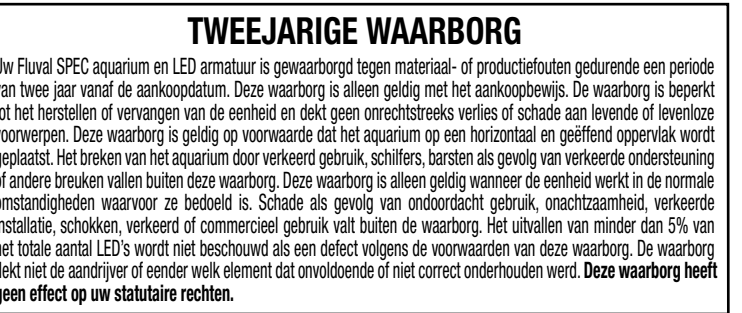 TWEEJARIGE WAARBORG
Uw Fluval SPEC aquarium en LED armatuur is gewaarborgd tegen materiaal- of productiefouten gedurende een periode
van twee jaar vanaf de aankoopdatum. Deze waarborg is alleen geldig met het aankoopbewijs. De waarborg is beperkt
tot het herstellen of vervangen van de eenheid en dekt geen onrechtstreeks verlies of schade aan levende of levenloze
voorwerpen. Deze waarborg is geldig op voorwaarde dat het aquarium op een horizontaal en geëffend oppervlak wordt
geplaatst. Het breken van het aquarium door verkeerd gebruik, schilfers, barsten als gevolg van verkeerde ondersteuning
of andere breuken vallen buiten deze waarborg. Deze waarborg is alleen geldig wanneer de eenheid werkt in de normale
omstandigheden waarvoor ze bedoeld is. Schade als gevolg van ondoordacht gebruik, onachtzaamheid, verkeerde
installatie, schokken, verkeerd of commercieel gebruik valt buiten de waarborg. Het uitvallen van minder dan 5% van
het totale aantal LED's wordt niet beschouwd als een defect volgens de voorwaarden van deze waarborg. De waarborg
dekt niet de aandrijver of eender welk element dat onvoldoende of niet correct onderhouden werd. Deze waarborg heeft
geen effect op uw statutaire rechten.